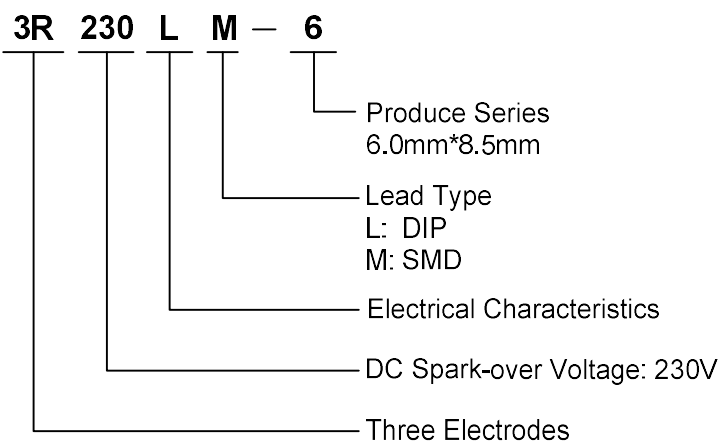 3R 230 L M — 6
Produce Series
6.0mm*8.5mm
Lead Type
L: DIP
M: SMD
Electrical Characteristics
DC Spark-over Voltage: 230V
Three Electrodes